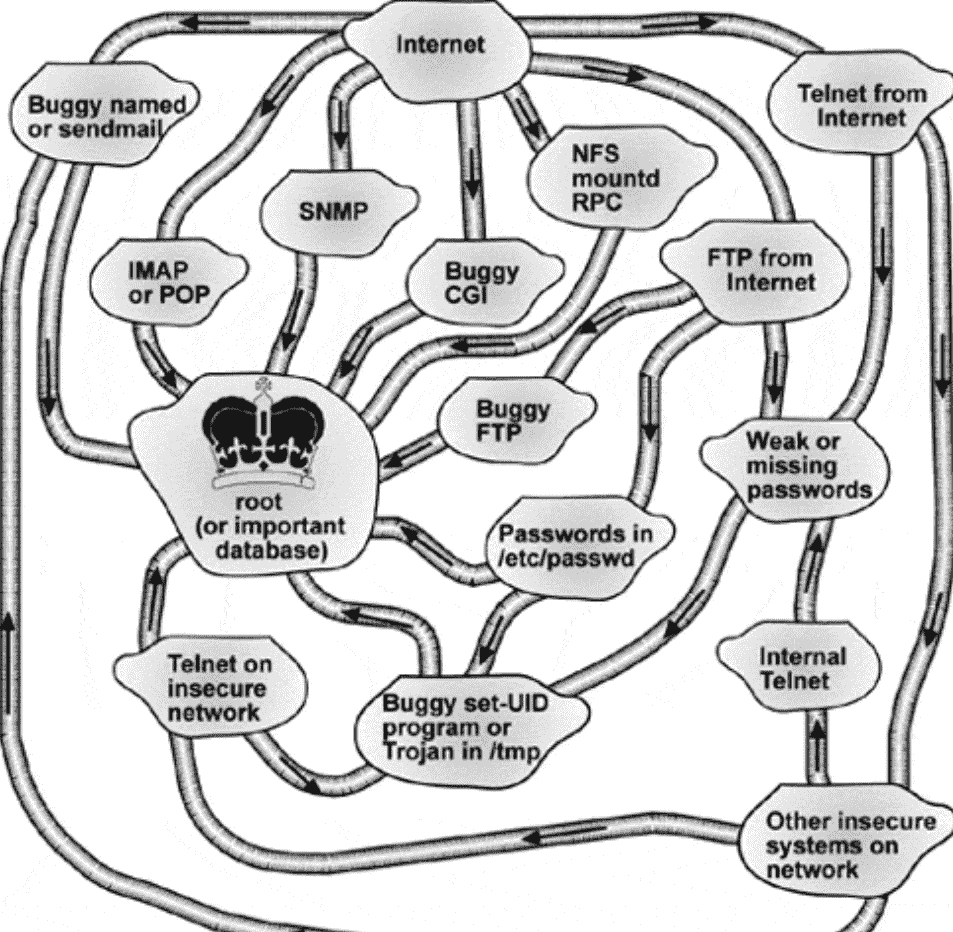 Internet
Buggy named
or sendmail
Telnet from
Internet
NFS
mountd
RPC
SNMP
IMAP
or POP
Buggy
CGI
FTP from
Internet
Buggy
FTP
Weak or
missing
passwords
root
(or important
database)
Passwords in
/etc/passwd
Telnet on
insecure
network
Buggy set-UID
program or
Trojan in /tmp
Internal
Telnet
Other insecure
systems on
network